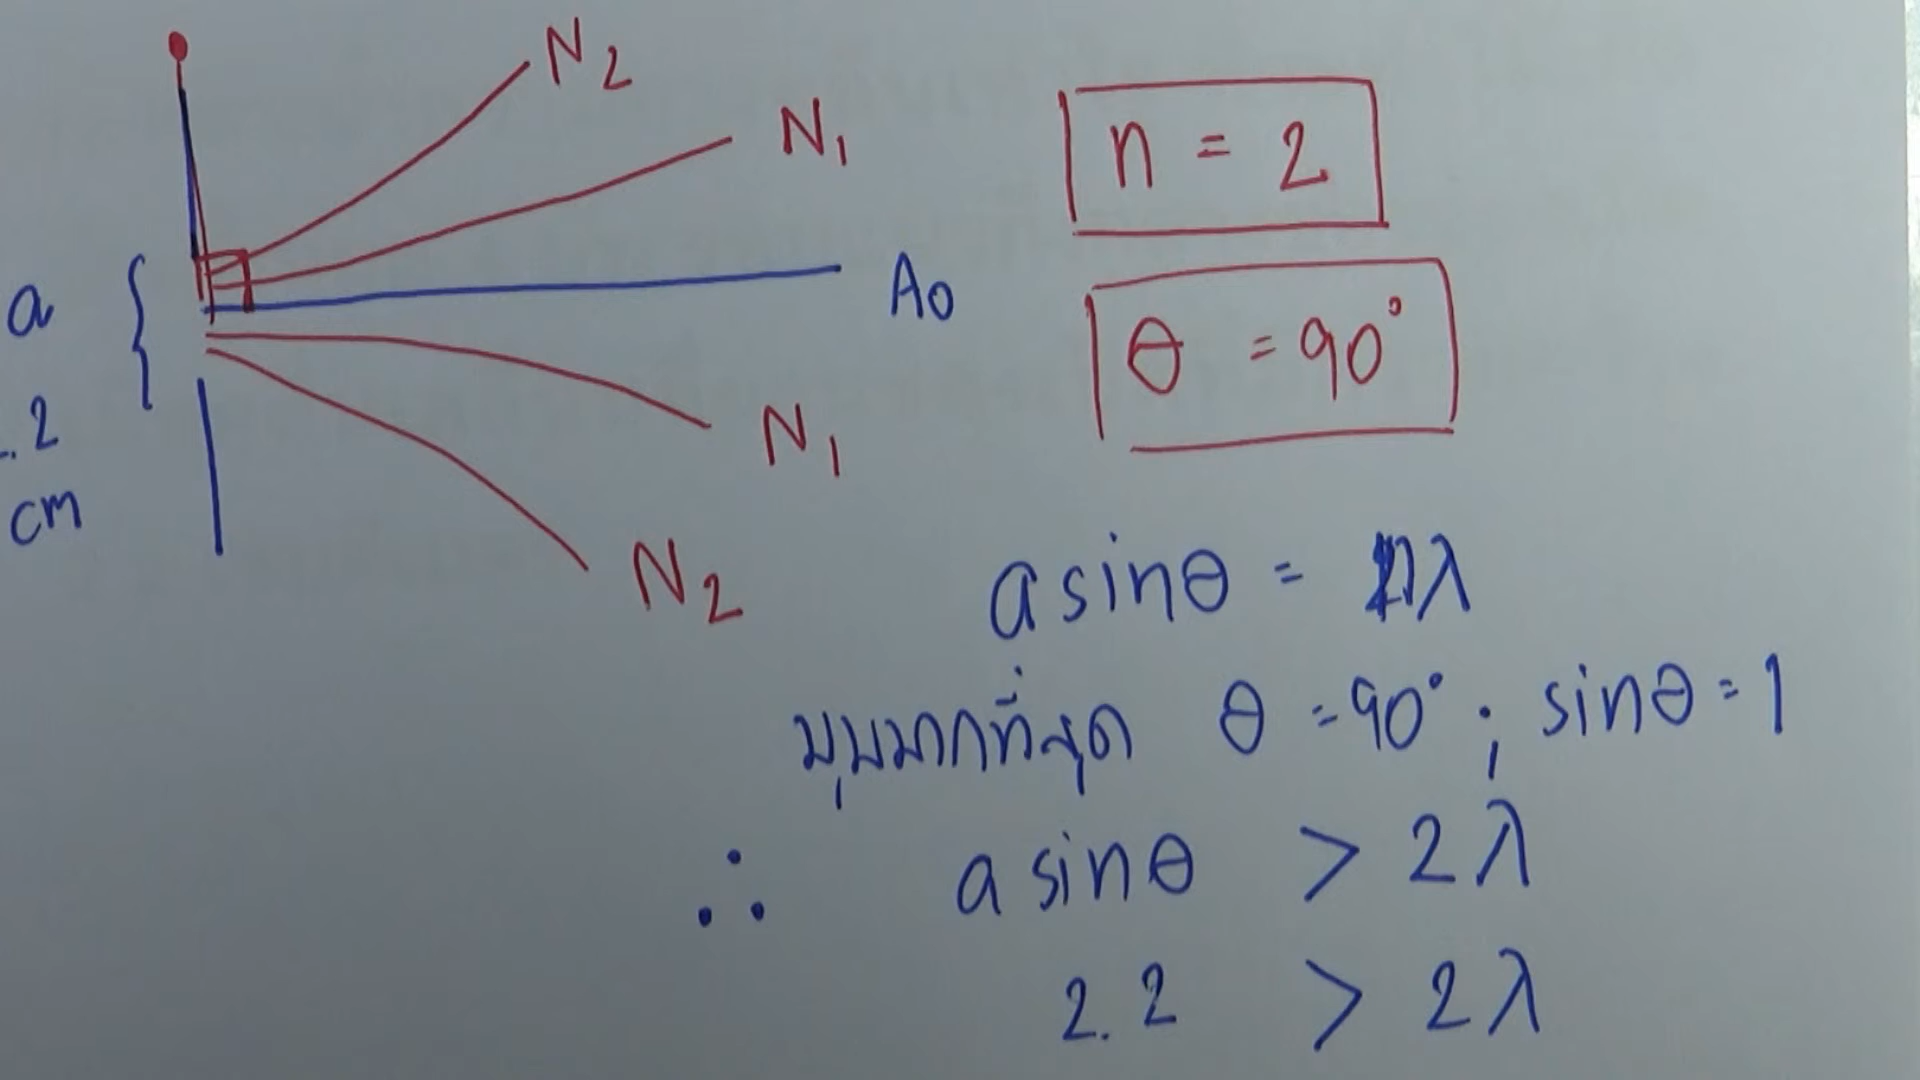 N2
N1
n = 2
a
A0
θ = 90°
.2
N1
cm
N2
a sinθ = nλ
มุมมากที่สุด θ = 90° ; sinθ = 1
∴ a sinθ > 2λ
2.2 > 2λ